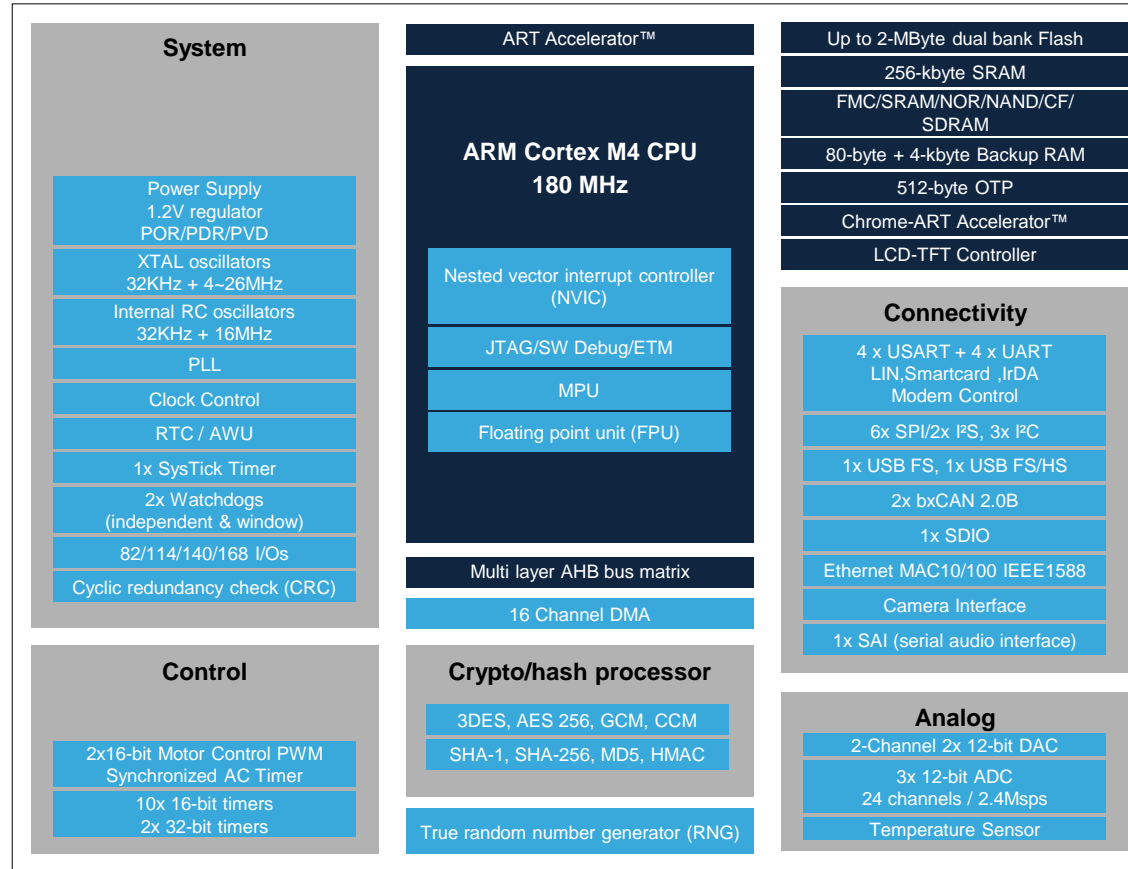 System
Power Supply
1.2V regulator
POR/PDR/PVD
XTAL oscillators
32KHz + 4~26MHz
Internal RC oscillators
32KHz + 16MHz
PLL
Clock Control
RTC / AWU
1x SysTick Timer
2x Watchdogs
(independent & window)
82/114/140/168 I/Os
Cyclic redundancy check (CRC)
Control
2x16-bit Motor Control PWM
Synchronized AC Timer
10x 16-bit timers
2x 32-bit timers
ART Accelerator™
ARM Cortex M4 CPU
180 MHz
Nested vector interrupt controller
(NVIC)
JTAG/SW Debug/ETM
MPU
Floating point unit (FPU)
Multi layer AHB bus matrix
16 Channel DMA
Crypto/hash processor
3DES, AES 256, GCM, CCM
SHA-1, SHA-256, MD5, HMAC
True random number generator (RNG)
Up to 2-MByte dual bank Flash
256-kbyte SRAM
FMC/SRAM/NOR/NAND/CF/
SDRAM
80-byte + 4-kbyte Backup RAM
512-byte OTP
Chrome-ART Accelerator™
LCD-TFT Controller
Connectivity
4 x USART + 4 x UART
LIN,Smartcard ,IrDA
Modem Control
6x SPI/2x I²S, 3x I²C
1x USB FS, 1x USB FS/HS
2x bxCAN 2.0B
1x SDIO
Ethernet MAC10/100 IEEE1588
Camera Interface
1x SAI (serial audio interface)
Analog
2-Channel 2x 12-bit DAC
3x 12-bit ADC
24 channels / 2.4Msps
Temperature Sensor